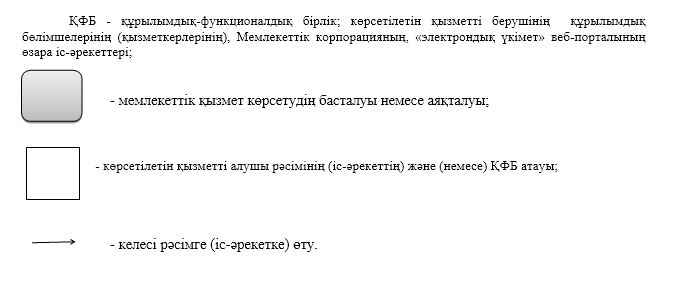 ҚФБ - құрылымдық-функционалдық бірлік; көрсетілетін қызметті берушінің құрылымдық
бөлімшелерінің (қызметкерлерінің), Мемлекеттік корпорацияның, «электрондық үкімет» веб-порталының
өзара іс-әрекеттері;
- мемлекеттік қызмет көрсетудің басталуы немесе аяқталуы;
- көрсетілетін қызметті алушы рәсімінің (іс-әрекеттің) және (немесе) ҚФБ атауы;
- келесі рәсімге (іс-әрекетке) өту.